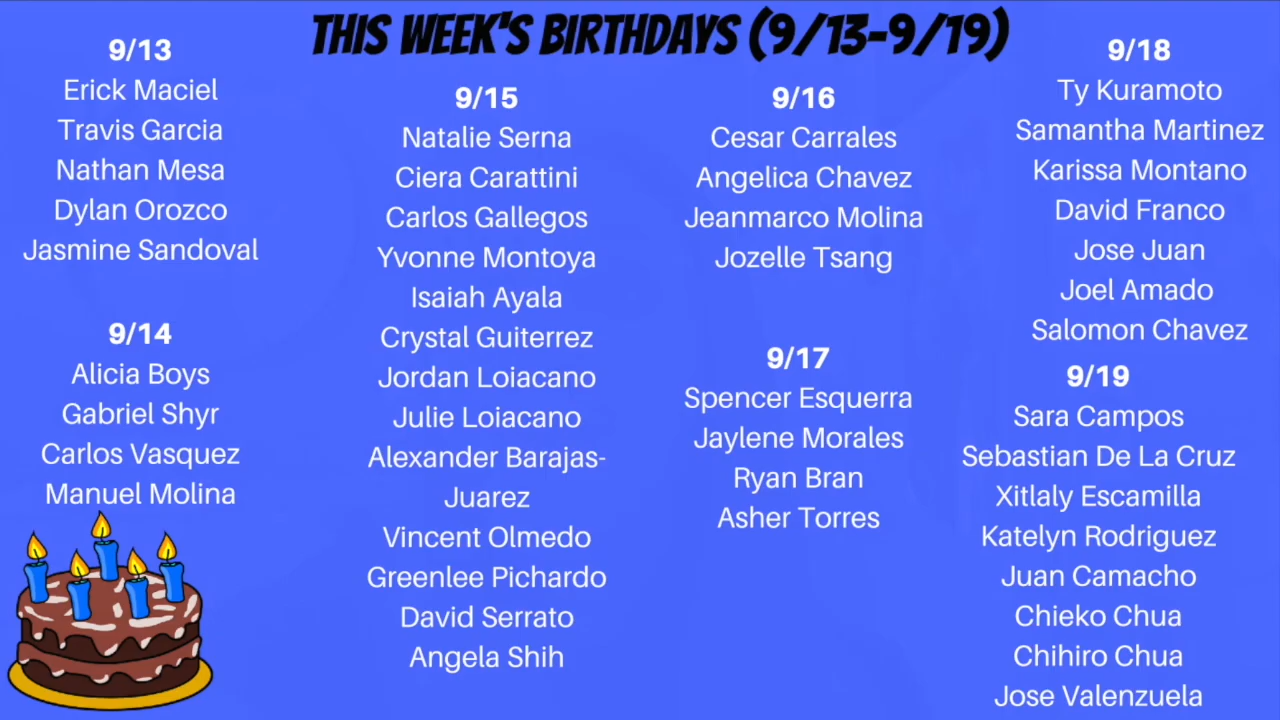 THIS WEEK'S BIRTHDAYS (9/13-9/19)
9/13
Erick Maciel
Travis Garcia
Nathan Mesa
Dylan Orozco
Jasmine Sandoval
9/14
Alicia Boys
Gabriel Shyr
Carlos Vasquez
Manuel Molina
9/15
Natalie Serna
Ciera Carattini
Carlos Gallegos
Yvonne Montoya
Isaiah Ayala
Crystal Guiterrez
Jordan Loiacano
Julie Loiacano
Alexander Barajas-
Juarez
Vincent Olmedo
Greenlee Pichardo
David Serrato
Angela Shih
9/16
Cesar Carrales
Angelica Chavez
Jeanmarco Molina
Jozelle Tsang
9/17
Spencer Esquerra
Jaylene Morales
Ryan Bran
Asher Torres
9/18
Ty Kuramoto
Samantha Martinez
Karissa Montano
David Franco
Jose Juan
Joel Amado
Salomon Chavez
9/19
Sara Campos
Sebastian De La Cruz
Xitlaly Escamilla
Katelyn Rodriguez
Juan Camacho
Chieko Chua
Chihiro Chua
Jose Valenzuela